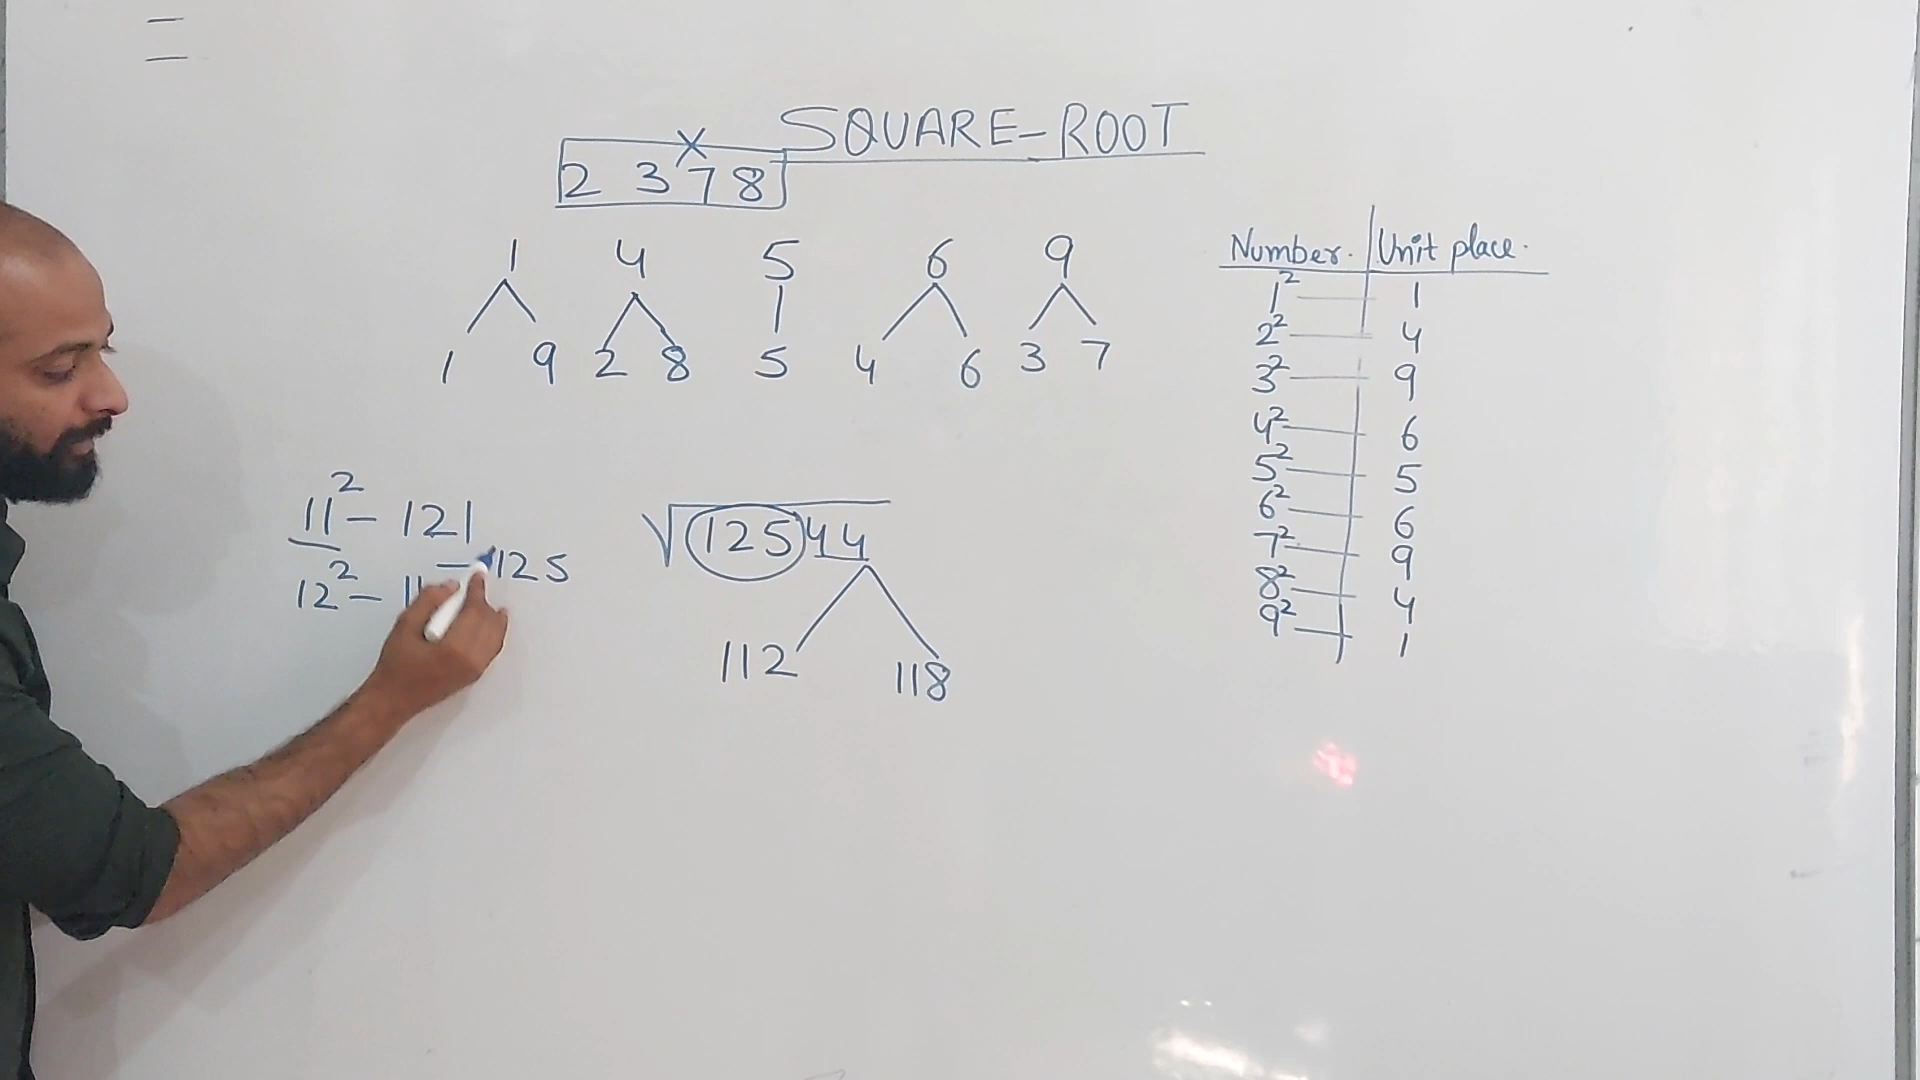 SQUARE-ROOT
×
2 3 7 8
1 4 5 6 9
1 9 2 8 5 4 6 3 7
11² - 121
125
12² - 1
√12544
112 118
Number. Unit place.
1² 1
2² 4
3² 9
4² 6
5² 5
6² 6
7² 9
8² 4
9² 1